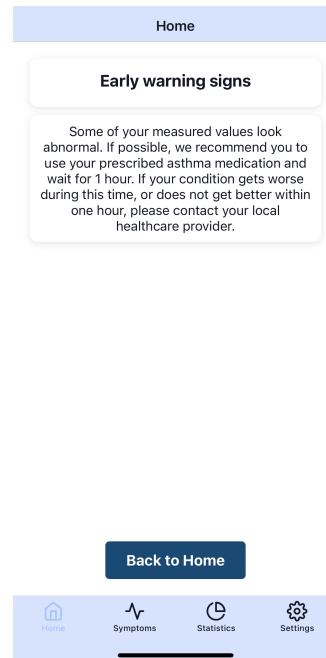 Home
Early warning signs
Some of your measured values look
abnormal. If possible, we recommend you to
use your prescribed asthma medication and
wait for 1 hour. If your condition gets worse
during this time, or does not get better within
one hour, please contact your local
healthcare provider.
Back to Home
Home
Symptoms
Statistics
Settings